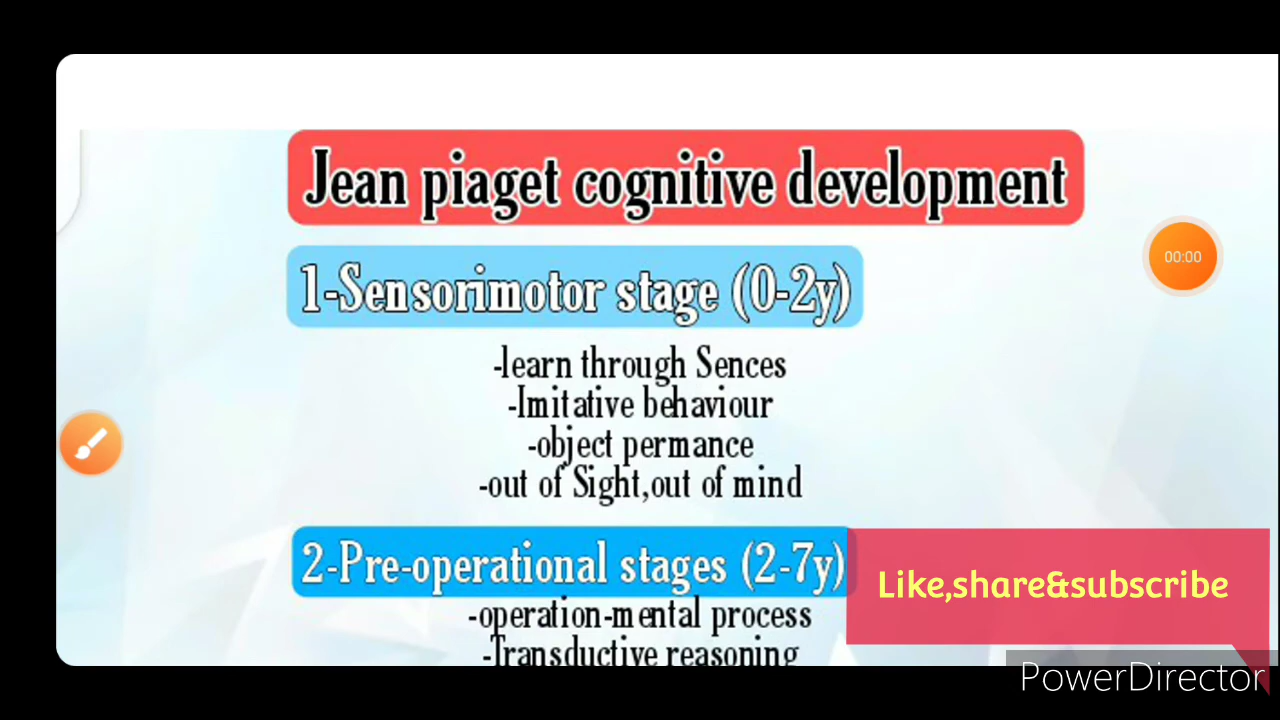 Jean piaget cognitive development
1-Sensorimotor stage (0-2y)
00:00
-learn through Sences
-Imitative behaviour
-object permance
-out of Sight,out of mind
2-Pre-operational stages (2-7y)
Like,share&subscribe
-operation-mental process
-Transductive reasoning
PowerDirector